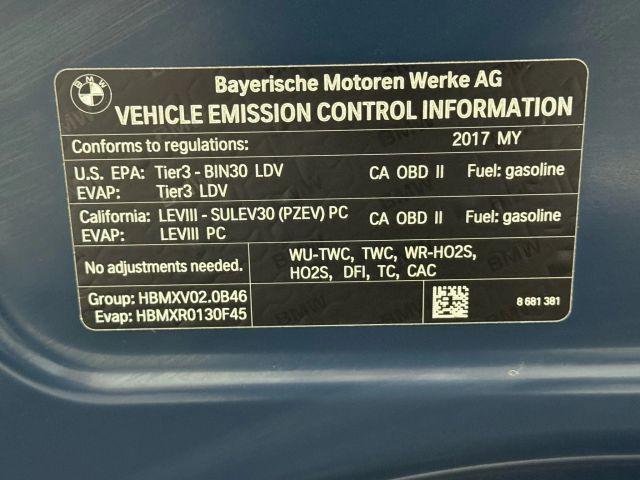 BMW
Bayerische Motoren Werke AG
VEHICLE EMISSION CONTROL INFORMATION
Conforms to regulations: 2017 MY
U.S. EPA: Tier3 - BIN30 LDV CA OBD II Fuel: gasoline
EVAP: Tier3 LDV
California: LEVIII - SULEV30 (PZEV) PC CA OBD II Fuel: gasoline
EVAP: LEVIII PC
No adjustments needed. WU-TWC, TWC, WR-HO2S,
HO2S, DFI, TC, CAC
Group: HBMXV02.0B46
Evap: HBMXR0130F45
8 681 381